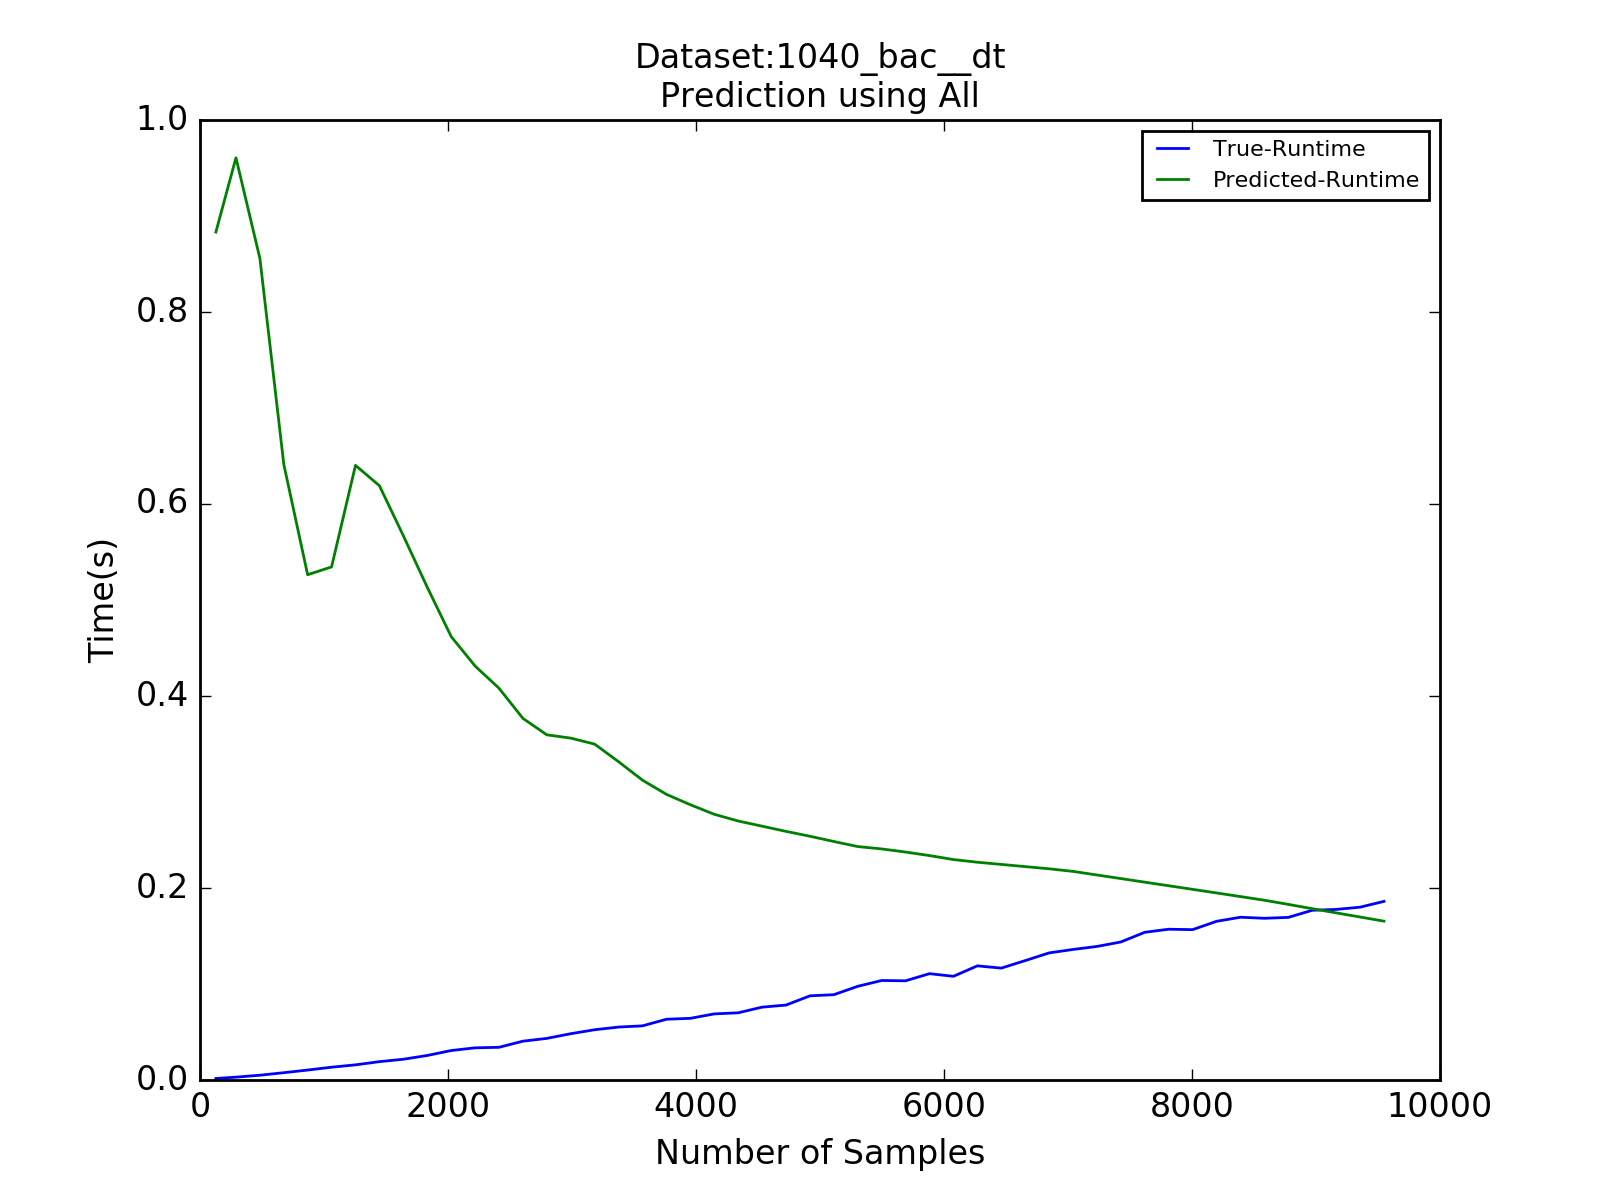 Dataset:1040_bac__dt
Prediction using All
1.0
0.8
0.6
0.4
0.2
0.0
Time(s)
True-Runtime
Predicted-Runtime
0 2000 4000 6000 8000 10000
Number of Samples